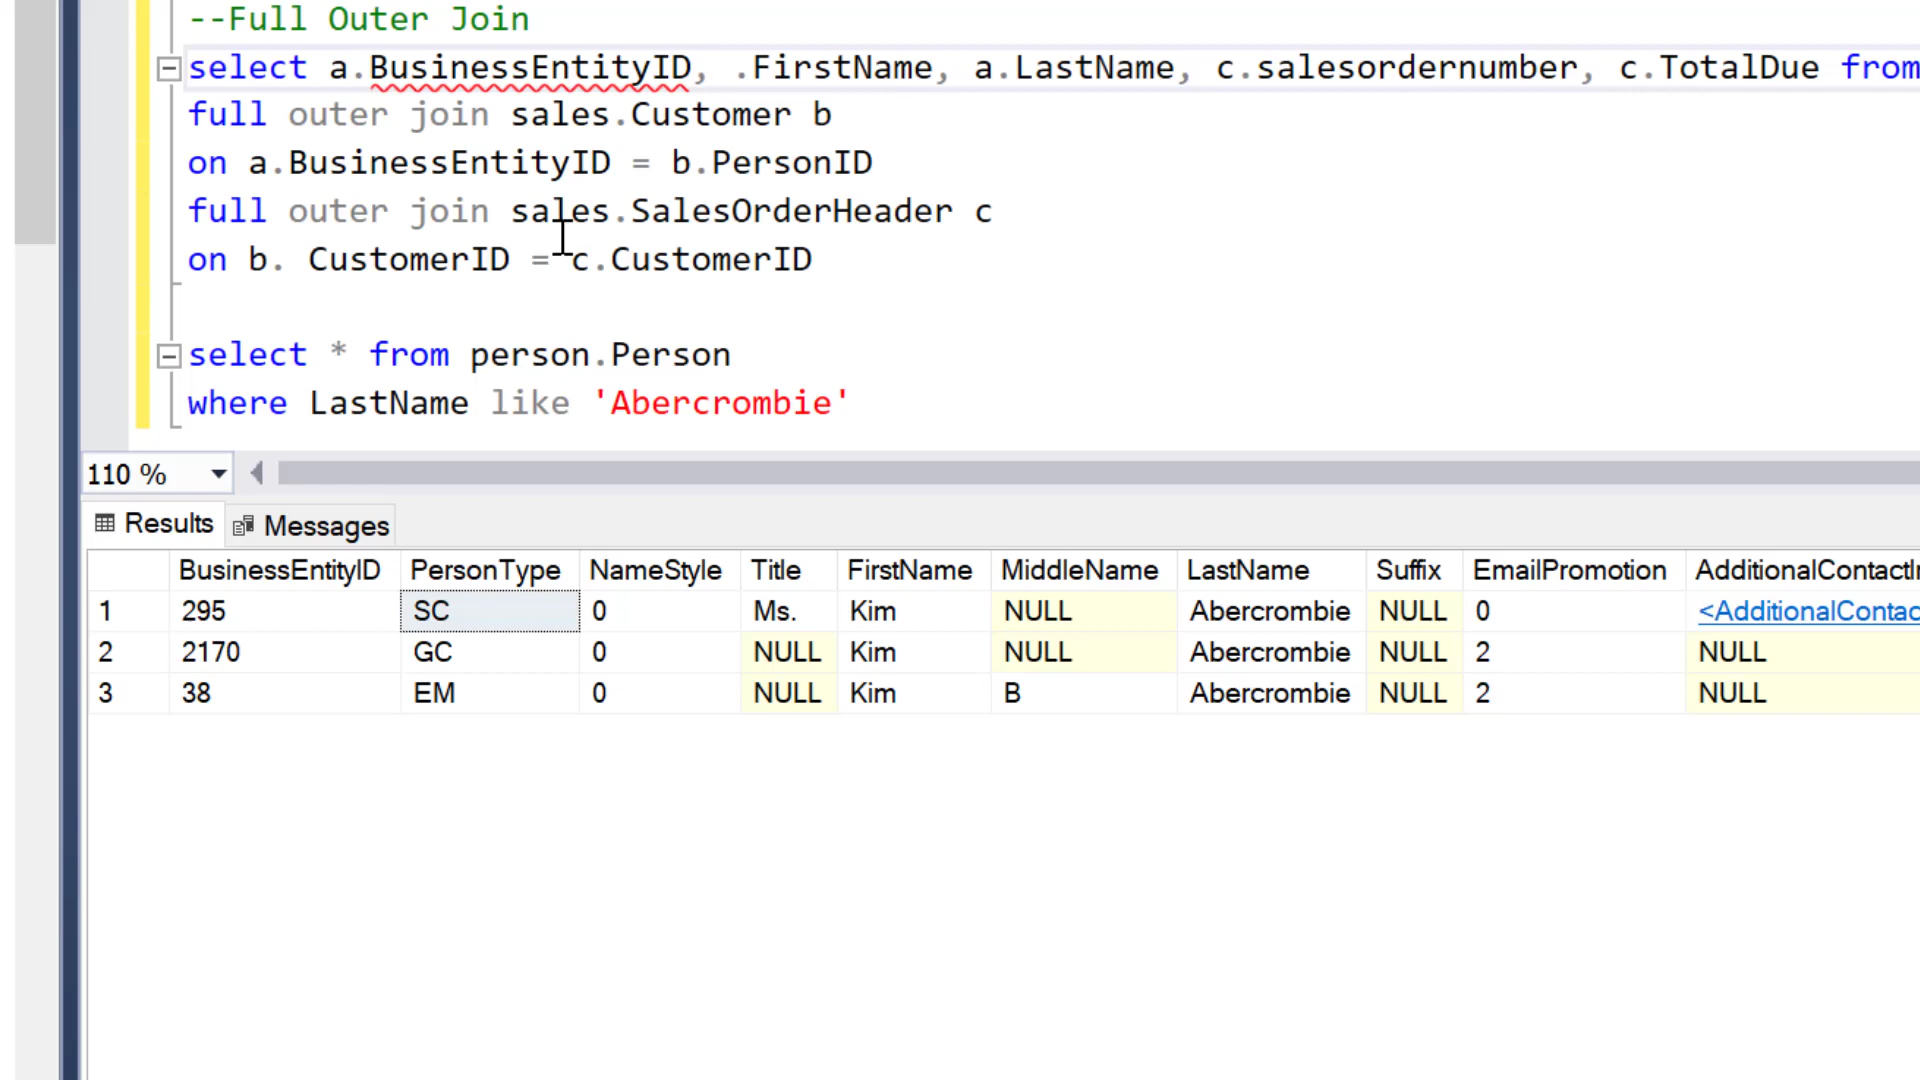 --Full Outer Join
select a.BusinessEntityID, .FirstName, a.LastName, c.salesordernumber, c.TotalDue from
full outer join sales.Customer b
on a.BusinessEntityID = b.PersonID
full outer join sales.SalesOrderHeader c
on b. CustomerID = c.CustomerID
select * from person.Person
where LastName like 'Abercrombie'
110 %
Results Messages
BusinessEntityID PersonType NameStyle Title FirstName MiddleName LastName Suffix EmailPromotion
1 295 SC 0 Ms. Kim NULL Abercrombie NULL 0
2 2170 GC 0 NULL Kim NULL Abercrombie NULL 2 NULL
3 38 EM 0 NULL Kim B Abercrombie NULL 2 NULL